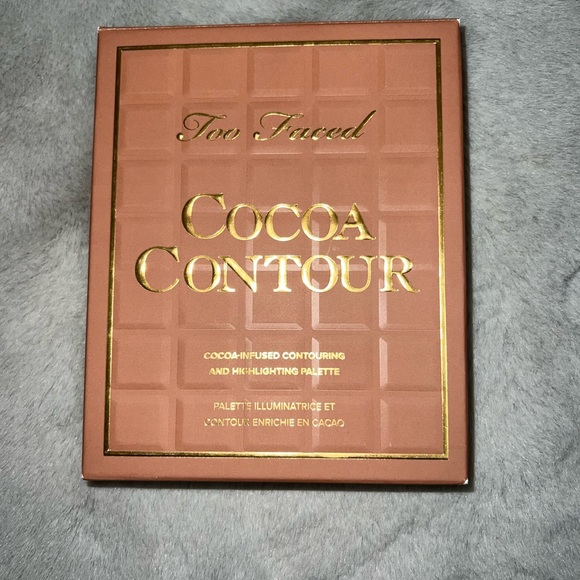 Too Faced
COCOA
CONTOUR
COCOA-INFUSED CONTOURING
AND HIGHLIGHTING PALETTE
PALETTE ILLUMINATRICE ET
CONTOUR ENRICHIE EN CACAO